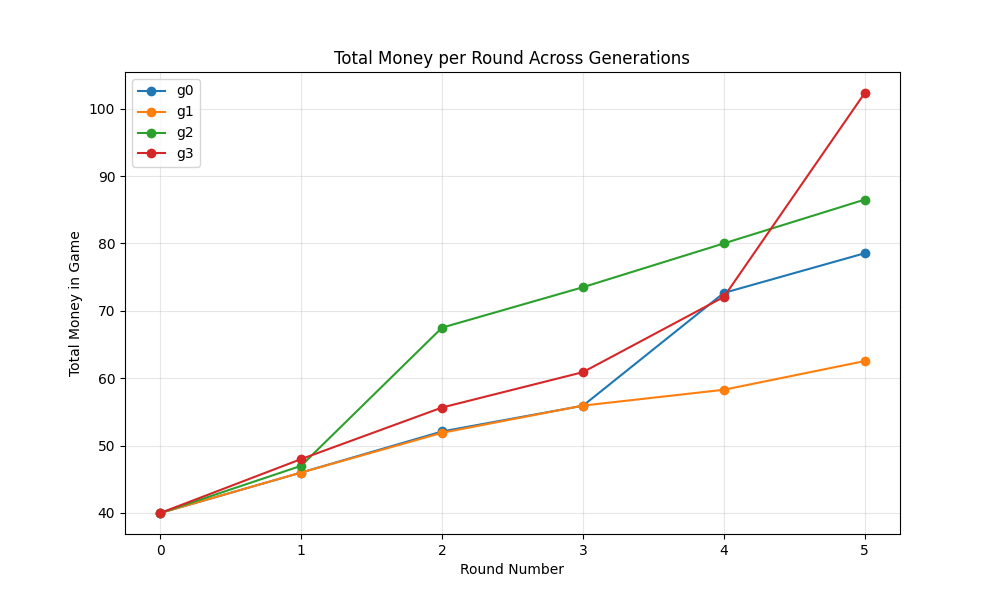 Total Money per Round Across Generations
g0
g1
g2
g3
100
90
80
70
60
50
40
Total Money in Game
0 1 2 3 4 5
Round Number